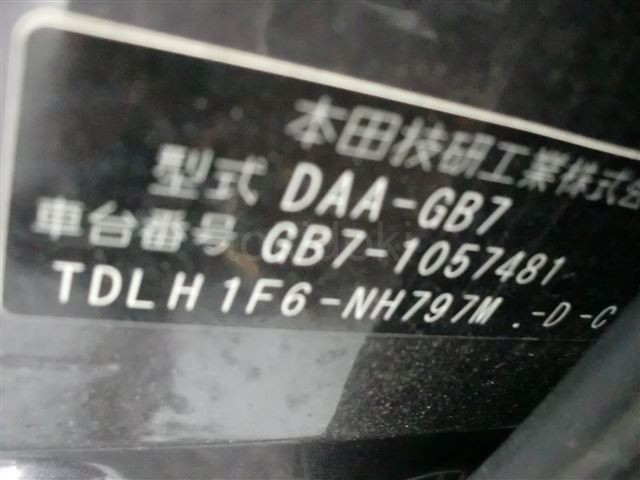 本田技研工業株式会
型式 DAA-GB7
車台番号 GB7-1057481
TDLH1F6-NH797M .-D-C